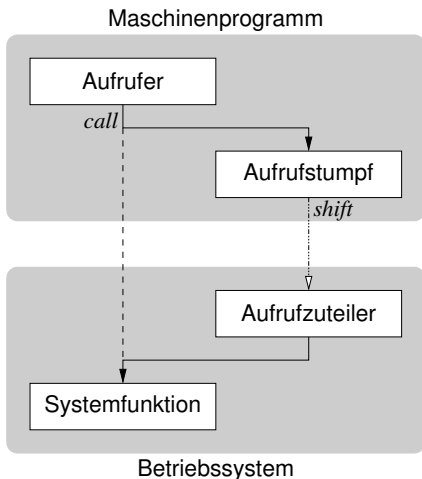 Maschinenprogramm
Aufrufer
call
Aufrufstumpf
shift
Aufrufzuteiler
Systemfunktion
Betriebssystem